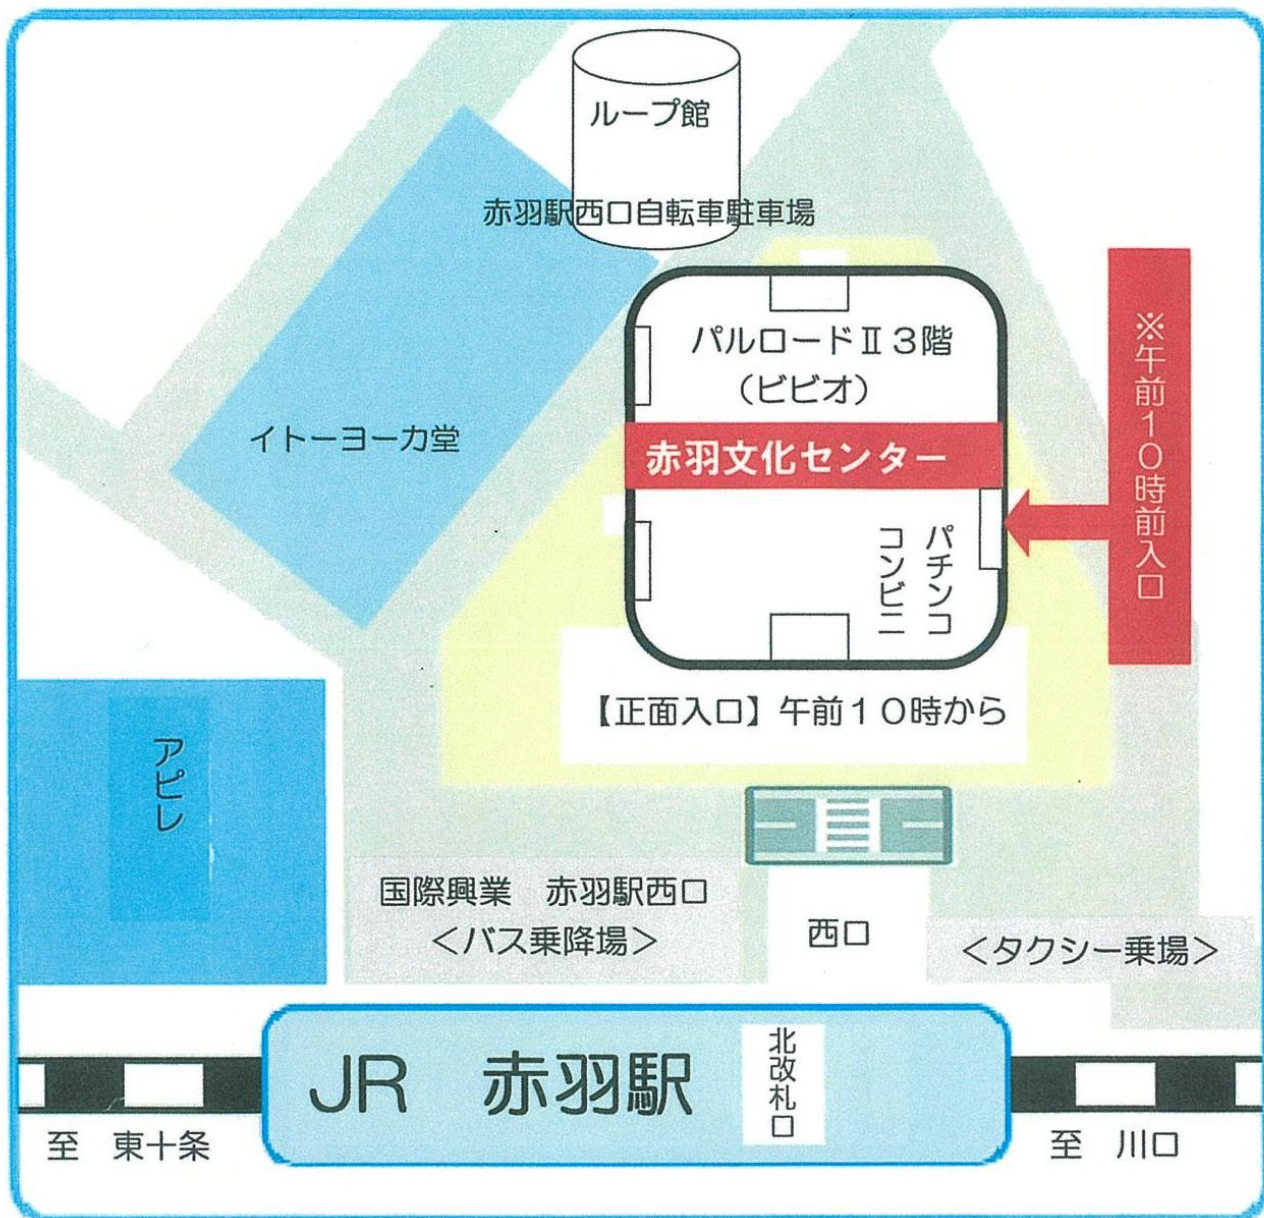 ループ館
赤羽駅西口自転車駐車場
パルロードⅡ３階
（ビビオ）
赤羽文化センター
※午前１０時前入口
イトーヨーカ堂
パチンコ
コンビニ
【正面入口】午前１０時から
アピレ
国際興業　赤羽駅西口
＜バス乗降場＞
西口
＜タクシー乗場＞
JR　赤羽駅
北改札口
至　東十条
至　川口